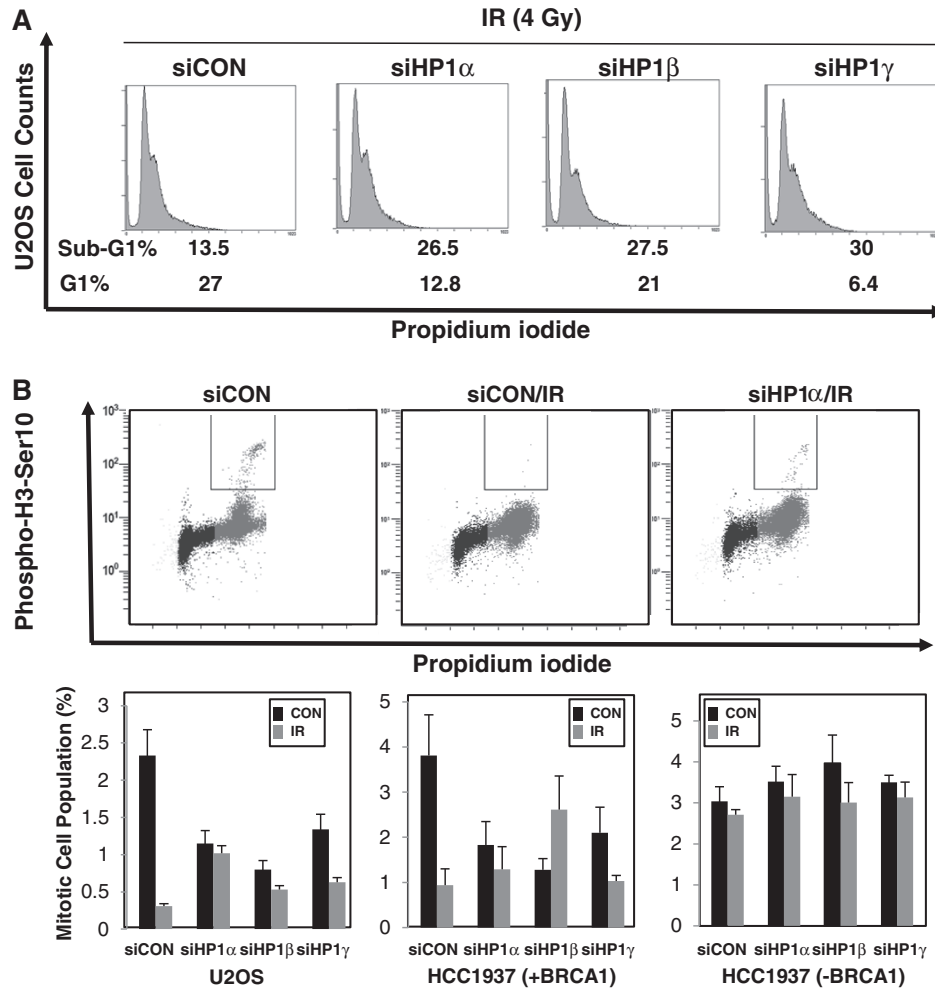 A
IR (4 Gy)
siCON siHP1α siHP1β siHP1γ
U2OS Cell Counts
Sub-G1% 13.5 26.5 27.5 30
G1% 27 12.8 21 6.4
Propidium iodide
B
siCON siCON/IR siHP1α/IR
Phospho-H3-Ser10
10³
10²
10¹
10⁰
Propidium iodide
Mitotic Cell Population (%)
3
2.5
2
1.5
1
0.5
0
CON
IR
siCON siHP1α siHP1β siHP1γ
U2OS
5
4
3
2
1
0
CON
IR
siCON siHP1α siHP1β siHP1γ
HCC1937 (+BRCA1)
5
4
3
2
1
0
CON
IR
siCON siHP1α siHP1β siHP1γ
HCC1937 (-BRCA1)